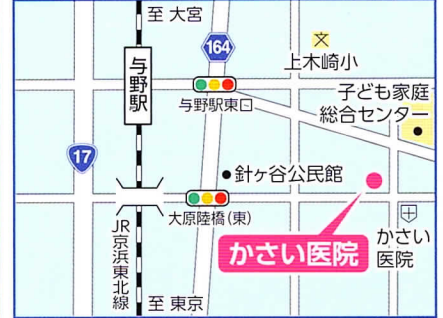 至 大宮
164
文
上木崎小
与野駅
与野駅東口
子ども家庭
総合センター
17
針ヶ谷公民館
大原陸橋(東)
かさい
医院
かさい医院
JR京浜東北線
至 東京